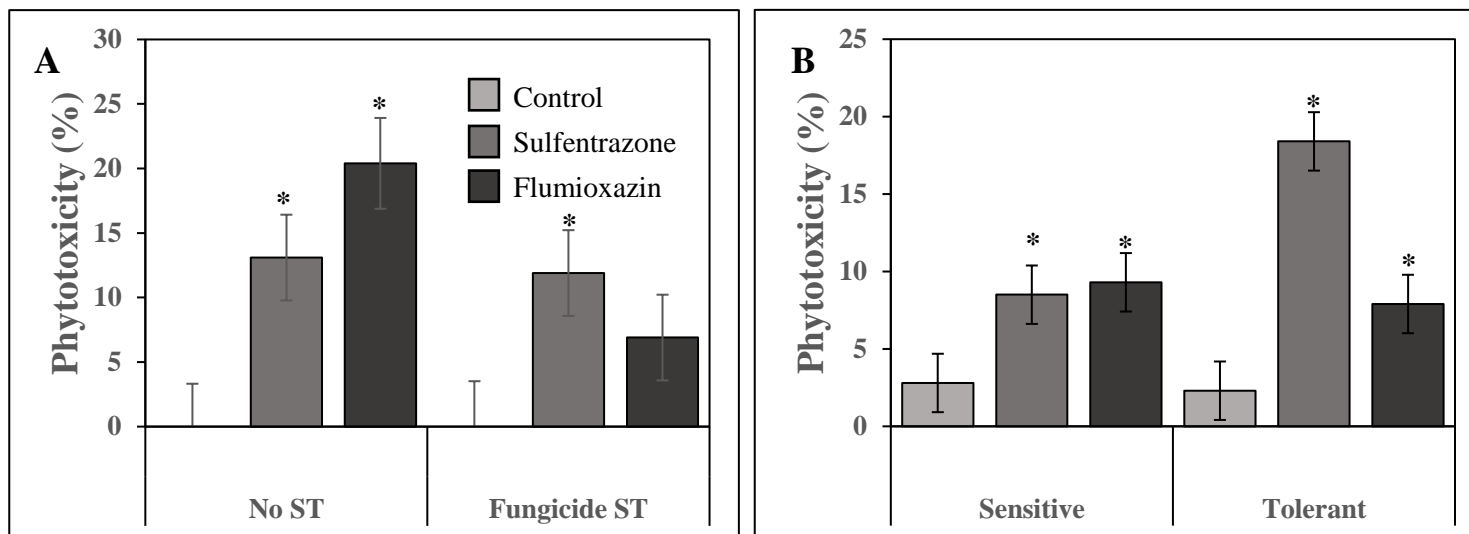 A
Phytotoxicity (%)
30
25
20
15
10
5
0
*
*
*
Control
Sulfentrazone
Flumioxazin
No ST
Fungicide ST
B
Phytotoxicity (%)
25
20
15
10
5
0
*
*
*
*
Sensitive
Tolerant